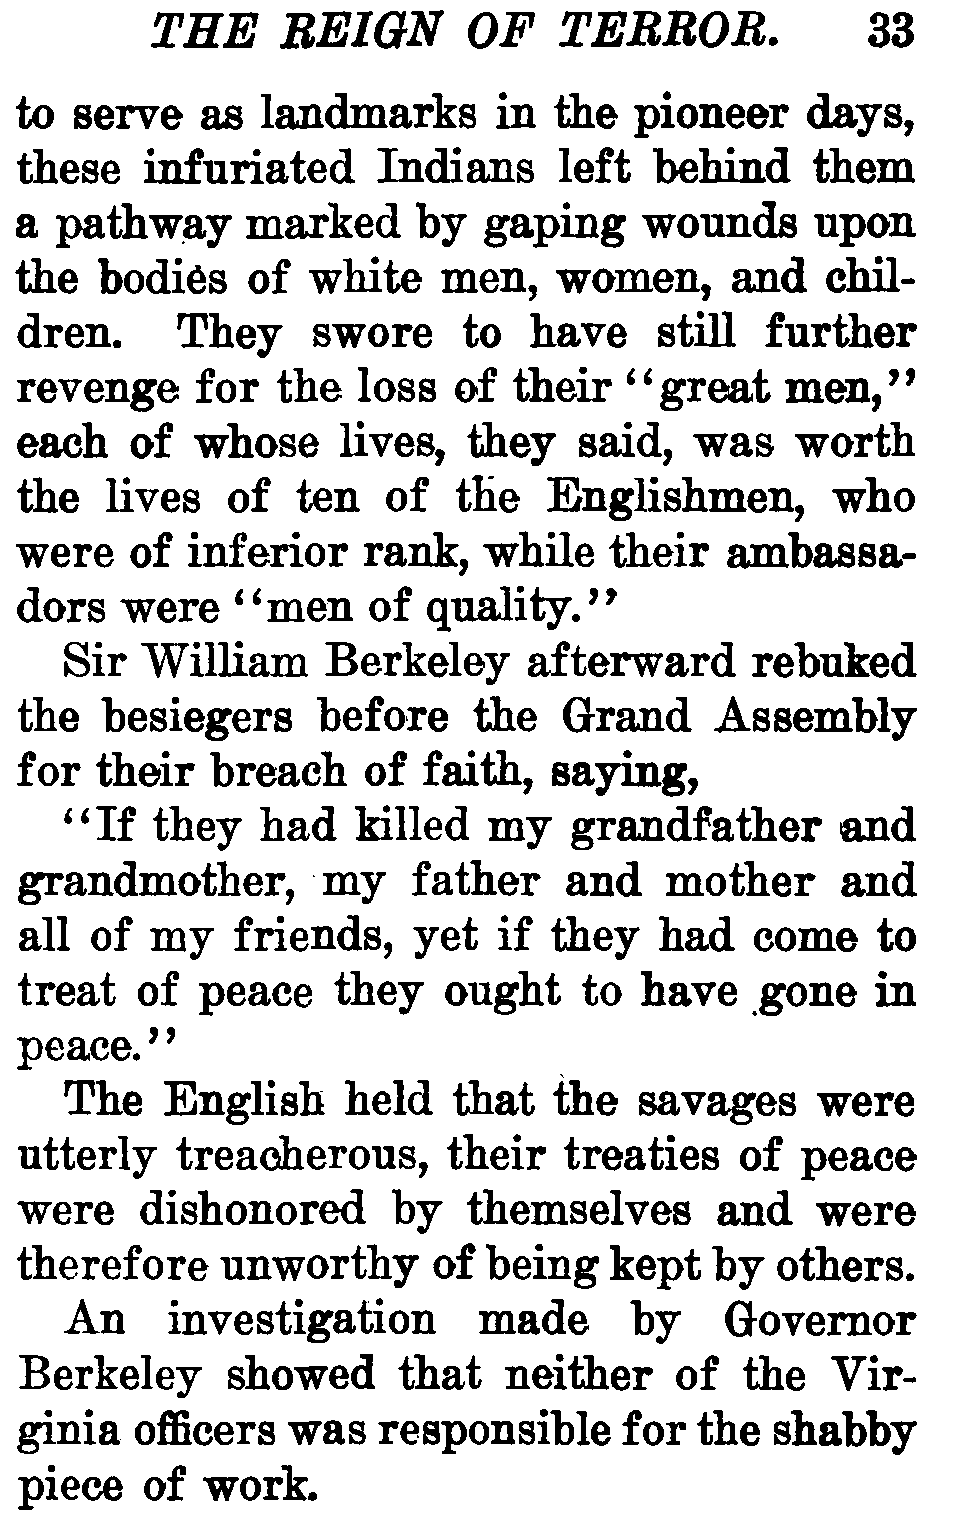 THE REIGN OF TERROR. 33
to serve as landmarks in the pioneer days,
these infuriated Indians left behind them
a pathway marked by gaping wounds upon
the bodies of white men, women, and chil-
dren. They swore to have still further
revenge for the loss of their "great men,"
each of whose lives, they said, was worth
the lives of ten of the Englishmen, who
were of inferior rank, while their ambassa-
dors were "men of quality."
Sir William Berkeley afterward rebuked
the besiegers before the Grand Assembly
for their breach of faith, saying,
"If they had killed my grandfather and
grandmother, my father and mother and
all of my friends, yet if they had come to
treat of peace they ought to have gone in
peace."
The English held that the savages were
utterly treacherous, their treaties of peace
were dishonored by themselves and were
therefore unworthy of being kept by others.
An investigation made by Governor
Berkeley showed that neither of the Vir-
ginia officers was responsible for the shabby
piece of work.